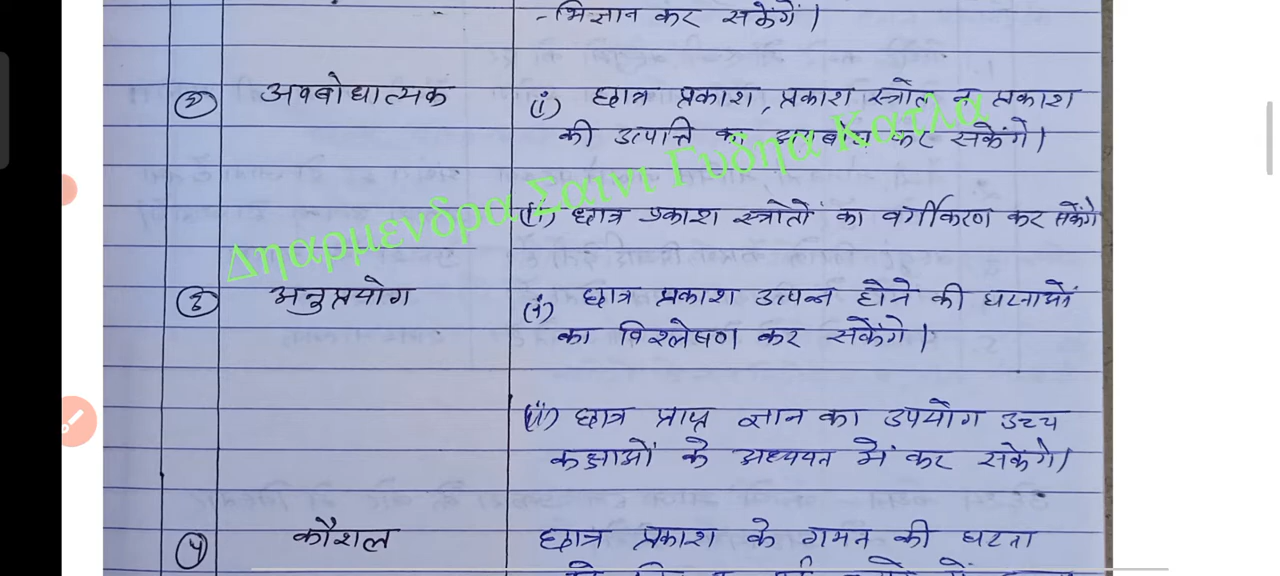 -भिज्ञान कर सकेंगें।
② अवबोधात्यक (i) छात्र प्रकाश, प्रकाश स्त्रोत व प्रकाश
की उत्पत्ति का अवबोध कर सकेंगे।
(ii) छात्र प्रकाश स्त्रोतों का वर्गीकरण कर सकेंगे
Δηαρμενδρα Σαινι Γυδηα Κατλα
③ अनुप्रयोग (i) छात्र प्रकाश उत्पन्न होने की घटनाओं
का विश्लेषण कर सकेंगे।
(ii) छात्र प्राप्त ज्ञान का उपयोग उच्च
कक्षाओं के अध्ययन में कर सकेंगे।
④ कौशल छात्र प्रकाश के गमन की घटना